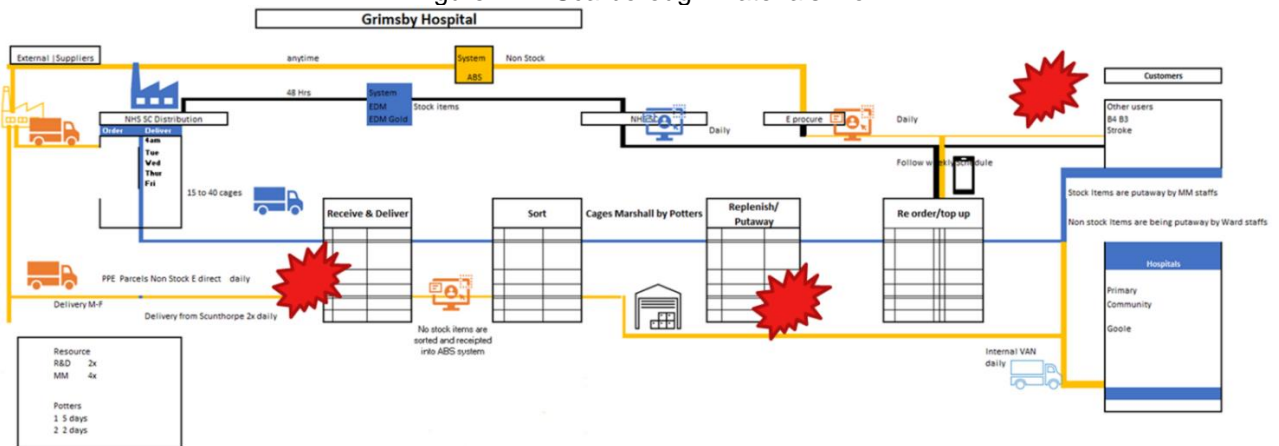 Grimsby Hospital
External |Suppliers
anytime
System
ABS
Non Stock
Customers
48 Hrs
System
EDM
EDM Gold
Stock items
NHS SC Distribution
Order Deliver
4am
Tue
Wed
Thur
Fri
Daily
E procure
Daily
Other users
B4 B3
Stroke
15 to 40 cages
Follow weekly schedule
Receive & Deliver
Sort
Cages Marshall by Potters
Replenish/
Putaway
Re order/top up
Stock Items are putaway by MM staffs
Non stock Items are being putaway by Ward staffs
Hospitals
Primary
Community
Goole
PPE Parcels Non Stock E direct daily
Delivery M-F
Delivery from Scunthorpe 2x daily
No stock items are
sorted and receipted
into ABS system
Internal VAN
daily
Resource
R&D 2x
MM 4x
Potters
1 5 days
2 2 days